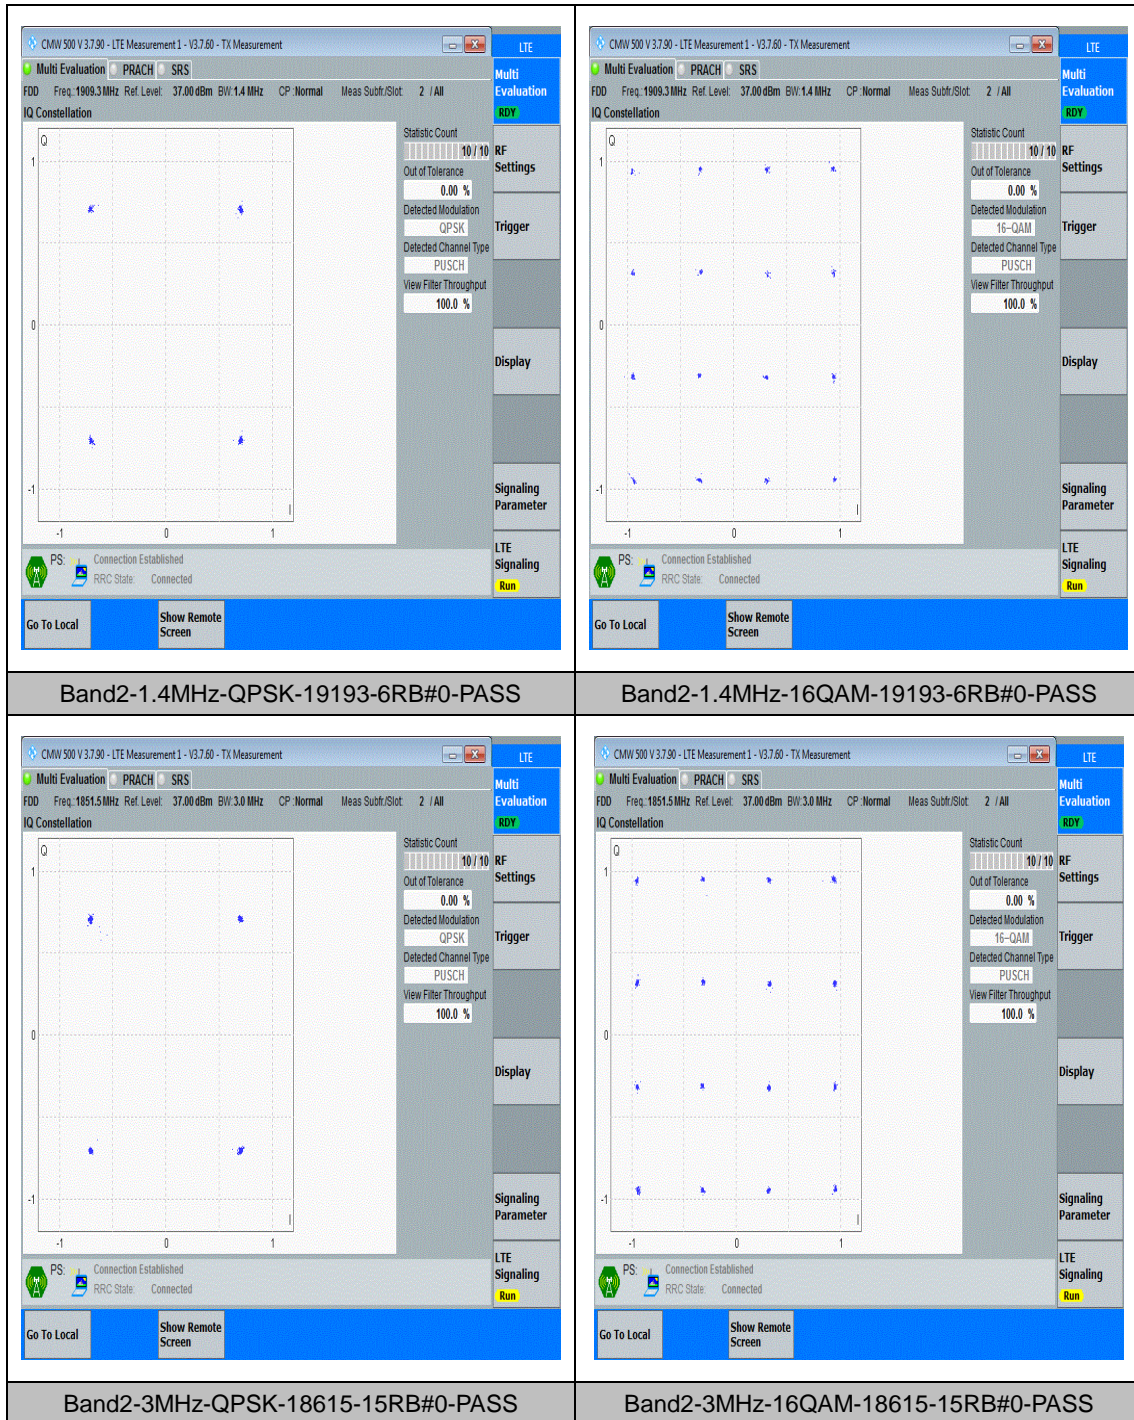 CMW 500 V 3.7.90 - LTE Measurement 1 - V3.7.60 - TX Measurement
LTE
Multi Evaluation PRACH SRS
Multi Evaluation
RDY
FDD Freq.: 1909.3 MHz Ref. Level: 37.00 dBm BW: 1.4 MHz CP : Normal Meas Subfr./Slot: 2 / All
IQ Constellation
Q
1
0
-1
-1 0 1
I
Statistic Count
10 / 10
Out of Tolerance
0.00 %
Detected Modulation
QPSK
Detected Channel Type
PUSCH
View Filter Throughput
100.0 %
RF Settings
Trigger
Display
Signaling Parameter
LTE Signaling
Run
PS: Connection Established
RRC State: Connected
Go To Local
Show Remote Screen
Band2-1.4MHz-QPSK-19193-6RB#0-PASS
CMW 500 V 3.7.90 - LTE Measurement 1 - V3.7.60 - TX Measurement
LTE
Multi Evaluation PRACH SRS
Multi Evaluation
RDY
FDD Freq.: 1909.3 MHz Ref. Level: 37.00 dBm BW: 1.4 MHz CP : Normal Meas Subfr./Slot: 2 / All
IQ Constellation
Q
1
0
-1
-1 0 1
I
Statistic Count
10 / 10
Out of Tolerance
0.00 %
Detected Modulation
16-QAM
Detected Channel Type
PUSCH
View Filter Throughput
100.0 %
RF Settings
Trigger
Display
Signaling Parameter
LTE Signaling
Run
PS: Connection Established
RRC State: Connected
Go To Local
Show Remote Screen
Band2-1.4MHz-16QAM-19193-6RB#0-PASS
CMW 500 V 3.7.90 - LTE Measurement 1 - V3.7.60 - TX Measurement
LTE
Multi Evaluation PRACH SRS
Multi Evaluation
RDY
FDD Freq.: 1851.5 MHz Ref. Level: 37.00 dBm BW: 3.0 MHz CP : Normal Meas Subfr./Slot: 2 / All
IQ Constellation
Q
1
0
-1
-1 0 1
I
Statistic Count
10 / 10
Out of Tolerance
0.00 %
Detected Modulation
QPSK
Detected Channel Type
PUSCH
View Filter Throughput
100.0 %
RF Settings
Trigger
Display
Signaling Parameter
LTE Signaling
Run
PS: Connection Established
RRC State: Connected
Go To Local
Show Remote Screen
Band2-3MHz-QPSK-18615-15RB#0-PASS
CMW 500 V 3.7.90 - LTE Measurement 1 - V3.7.60 - TX Measurement
LTE
Multi Evaluation PRACH SRS
Multi Evaluation
RDY
FDD Freq.: 1851.5 MHz Ref. Level: 37.00 dBm BW: 3.0 MHz CP : Normal Meas Subfr./Slot: 2 / All
IQ Constellation
Q
1
0
-1
-1 0 1
I
Statistic Count
10 / 10
Out of Tolerance
0.00 %
Detected Modulation
16-QAM
Detected Channel Type
PUSCH
View Filter Throughput
100.0 %
RF Settings
Trigger
Display
Signaling Parameter
LTE Signaling
Run
PS: Connection Established
RRC State: Connected
Go To Local
Show Remote Screen
Band2-3MHz-16QAM-18615-15RB#0-PASS